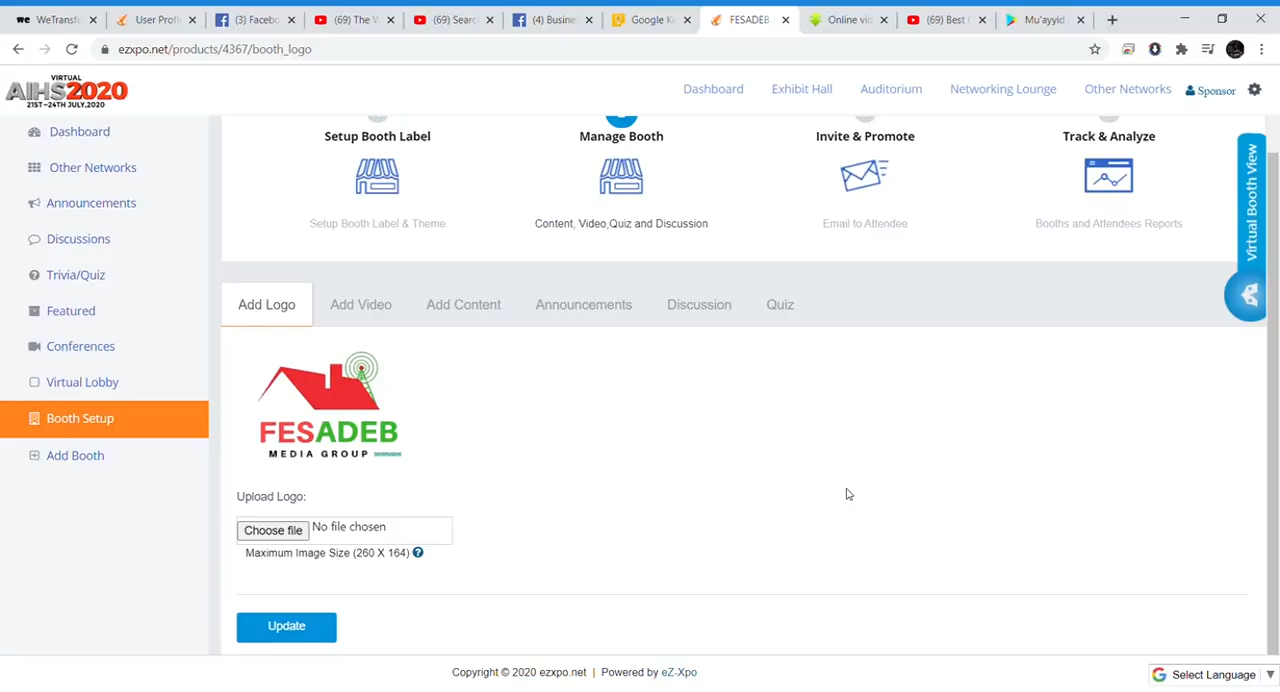 WeTransfe
User Profil
(3) Facebo
(69) The V
(69) Searc
(4) Busine
Google Ke
FESADEB
Online vid
(69) Best
Mu'ayyid
ezxpo.net/products/4367/booth_logo
VIRTUAL
AIHS2020
21ST-24TH JULY,2020
Dashboard
Exhibit Hall
Auditorium
Networking Lounge
Other Networks
Sponsor
Dashboard
Other Networks
Announcements
Discussions
Trivia/Quiz
Featured
Conferences
Virtual Lobby
Booth Setup
Add Booth
Setup Booth Label
Manage Booth
Invite & Promote
Track & Analyze
Setup Booth Label & Theme
Content, Video,Quiz and Discussion
Email to Attendee
Booths and Attendees Reports
Virtual Booth View
Add Logo
Add Video
Add Content
Announcements
Discussion
Quiz
FESADEB
MEDIA GROUP
Upload Logo:
Choose file No file chosen
Maximum Image Size (260 X 164)
Update
Copyright © 2020 ezxpo.net | Powered by eZ-Xpo
Select Language